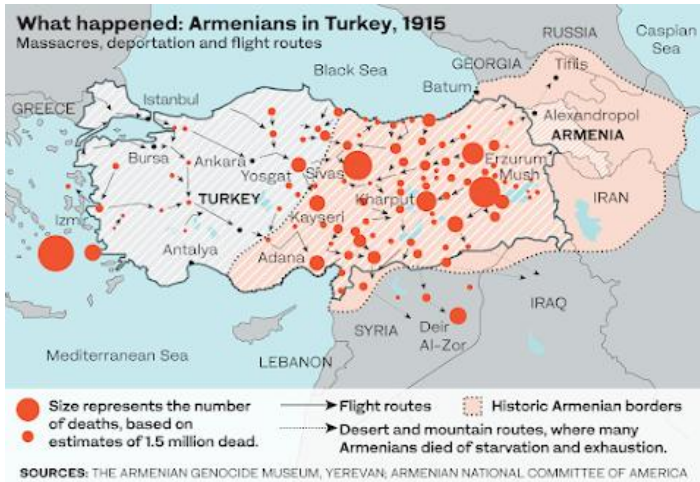 What happened: Armenians in Turkey, 1915
Massacres, deportation and flight routes
RUSSIA
Caspian
Sea
GEORGIA
Tiflis
Black Sea
Batum
GREECE
Istanbul
Alexandropol
ARMENIA
Bursa
Ankara
Yosgat
Sivas
Erzurum
Mush
TURKEY
Kharput
IRAN
Izmir
Kayseri
Antalya
Adana
SYRIA
Deir
Al-Zor
IRAQ
Mediterranean Sea
LEBANON
Size represents the number
of deaths, based on
estimates of 1.5 million dead.
Flight routes
Historic Armenian borders
Desert and mountain routes, where many
Armenians died of starvation and exhaustion.
SOURCES: THE ARMENIAN GENOCIDE MUSEUM, YEREVAN; ARMENIAN NATIONAL COMMITTEE OF AMERICA